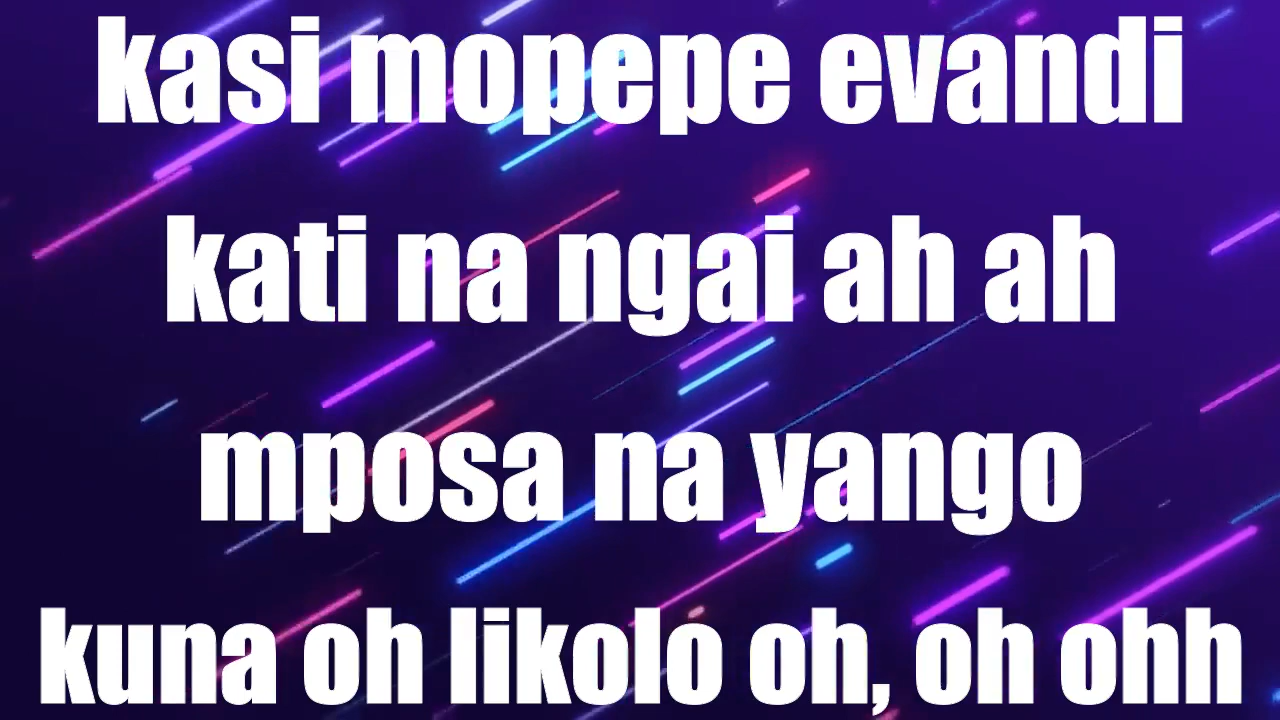 kasi mopepe evandi
kati na ngai ah ah
mposa na yango
kuna oh likolo oh, oh ohh